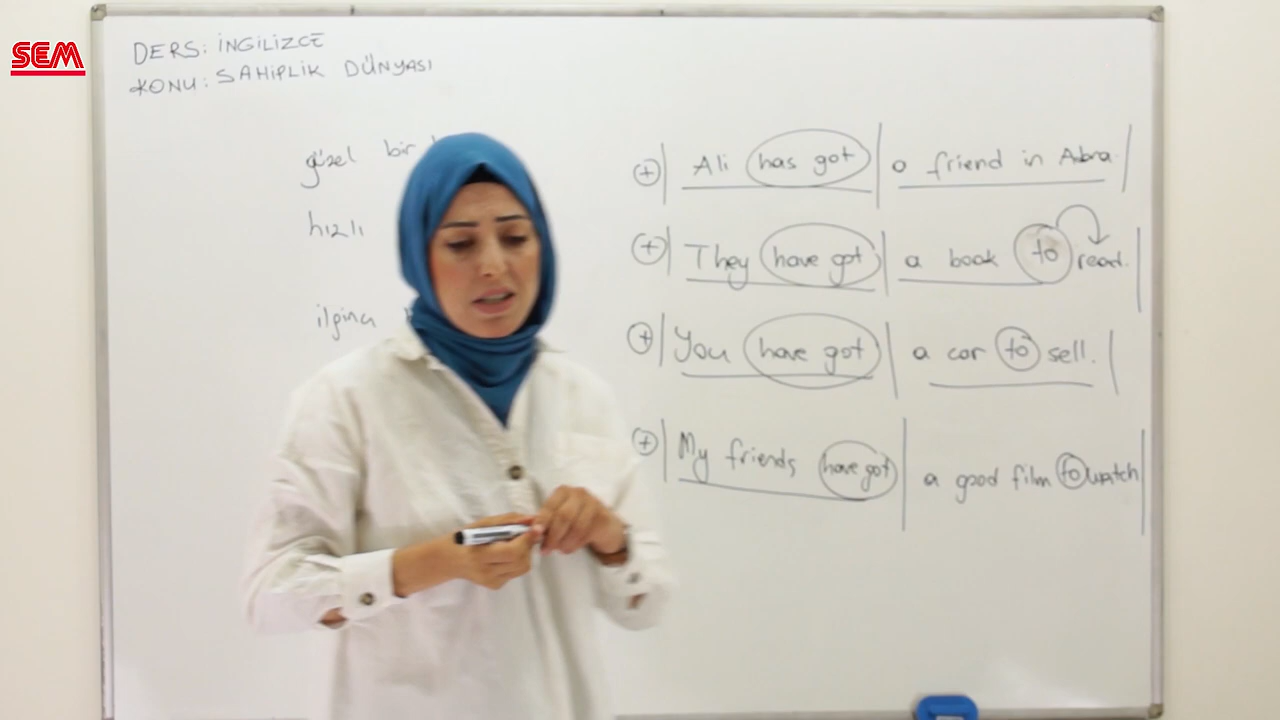 SEM
DERS: İNGİLİZCE
KONU: SAHİPLİK DÜNYASI
güzel bir
hızlı
ilginç
(+) Ali has got a friend in Adana.
(+) They have got a book to read.
(+) You have got a car to sell.
(+) My friends have got a good film to watch